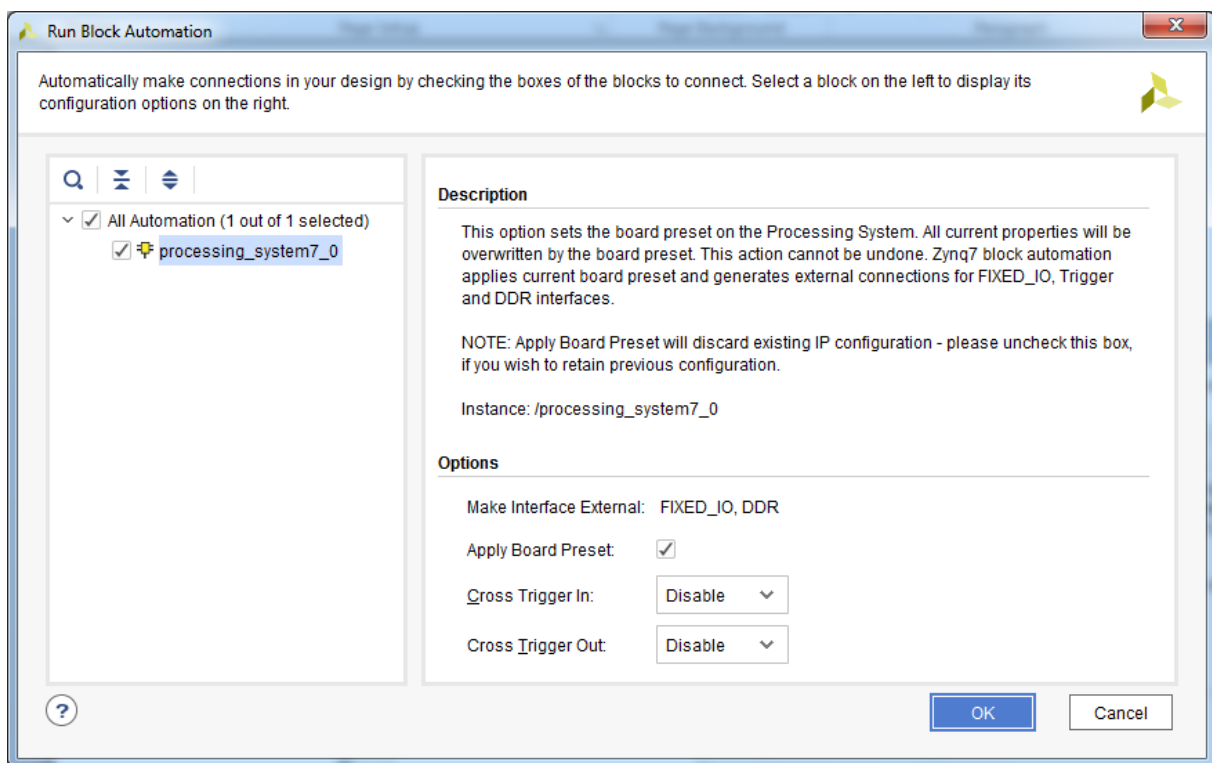 Run Block Automation
Automatically make connections in your design by checking the boxes of the blocks to connect. Select a block on the left to display its
configuration options on the right.
All Automation (1 out of 1 selected)
processing_system7_0
Description
This option sets the board preset on the Processing System. All current properties will be
overwritten by the board preset. This action cannot be undone. Zynq7 block automation
applies current board preset and generates external connections for FIXED_IO, Trigger
and DDR interfaces.
NOTE: Apply Board Preset will discard existing IP configuration - please uncheck this box,
if you wish to retain previous configuration.
Instance: /processing_system7_0
Options
Make Interface External: FIXED_IO, DDR
Apply Board Preset:
Cross Trigger In: Disable
Cross Trigger Out: Disable
?
OK
Cancel